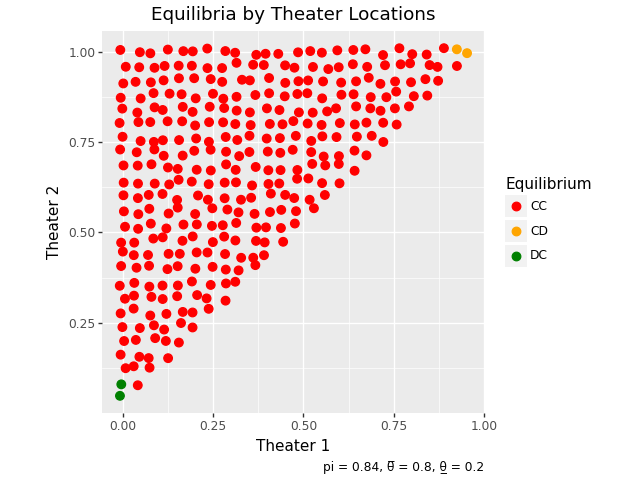 Equilibria by Theater Locations
1.00
0.75
0.50
0.25
Theater 2
0.00 0.25 0.50 0.75 1.00
Theater 1
Equilibrium
CC
CD
DC
pi = 0.84, θ̅ = 0.8, θ̲ = 0.2